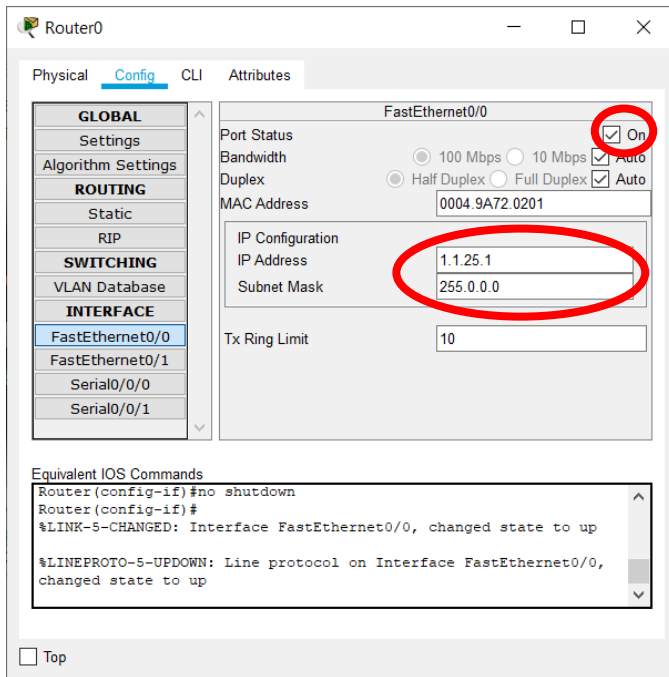 Router0
Physical Config CLI Attributes
GLOBAL
Settings
Algorithm Settings
ROUTING
Static
RIP
SWITCHING
VLAN Database
INTERFACE
FastEthernet0/0
FastEthernet0/1
Serial0/0/0
Serial0/0/1
FastEthernet0/0
Port Status On
Bandwidth 100 Mbps 10 Mbps Auto
Duplex Half Duplex Full Duplex Auto
MAC Address 0004.9A72.0201
IP Configuration
IP Address 1.1.25.1
Subnet Mask 255.0.0.0
Tx Ring Limit 10
Equivalent IOS Commands
Router(config-if)#no shutdown
Router(config-if)#
%LINK-5-CHANGED: Interface FastEthernet0/0, changed state to up
%LINEPROTO-5-UPDOWN: Line protocol on Interface FastEthernet0/0,
changed state to up
Top